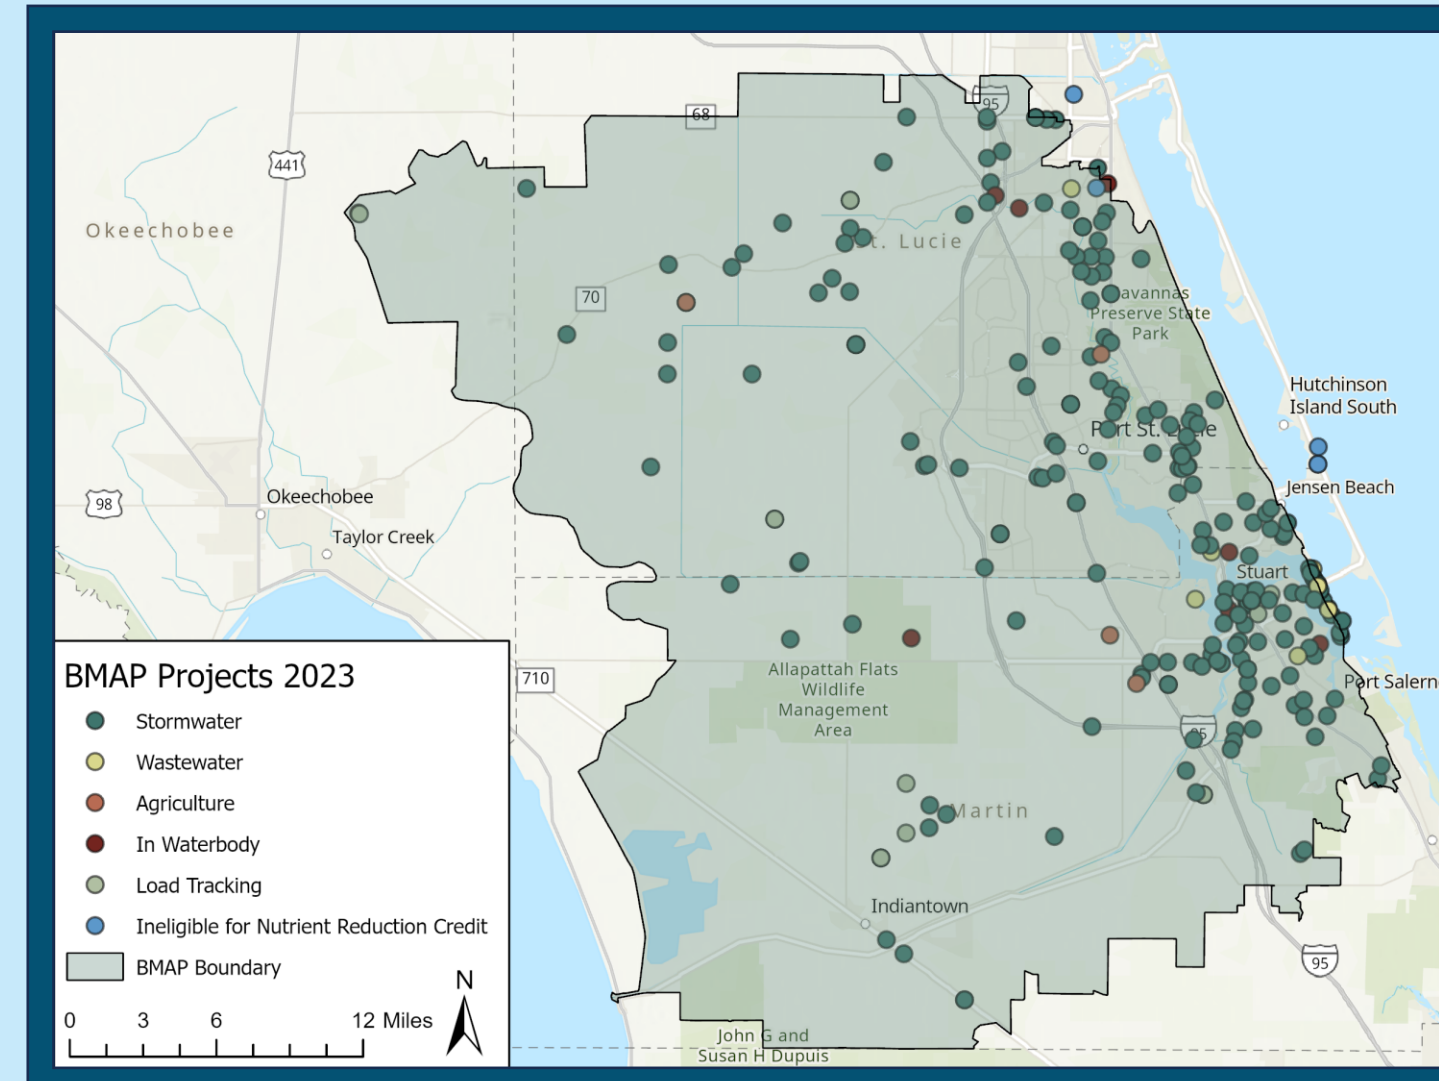 95
68
441
Okeechobee
St. Lucie
70
Savannas
Preserve State
Park
Hutchinson
Island South
Port St. Lucie
Jensen Beach
Okeechobee
98
Taylor Creek
Stuart
Allapattah Flats
Wildlife
Management
Area
710
Port Salern
95
Martin
Indiantown
95
John G and
Susan H Dupuis
BMAP Projects 2023
Stormwater
Wastewater
Agriculture
In Waterbody
Load Tracking
Ineligible for Nutrient Reduction Credit
BMAP Boundary
N
0 3 6 12 Miles